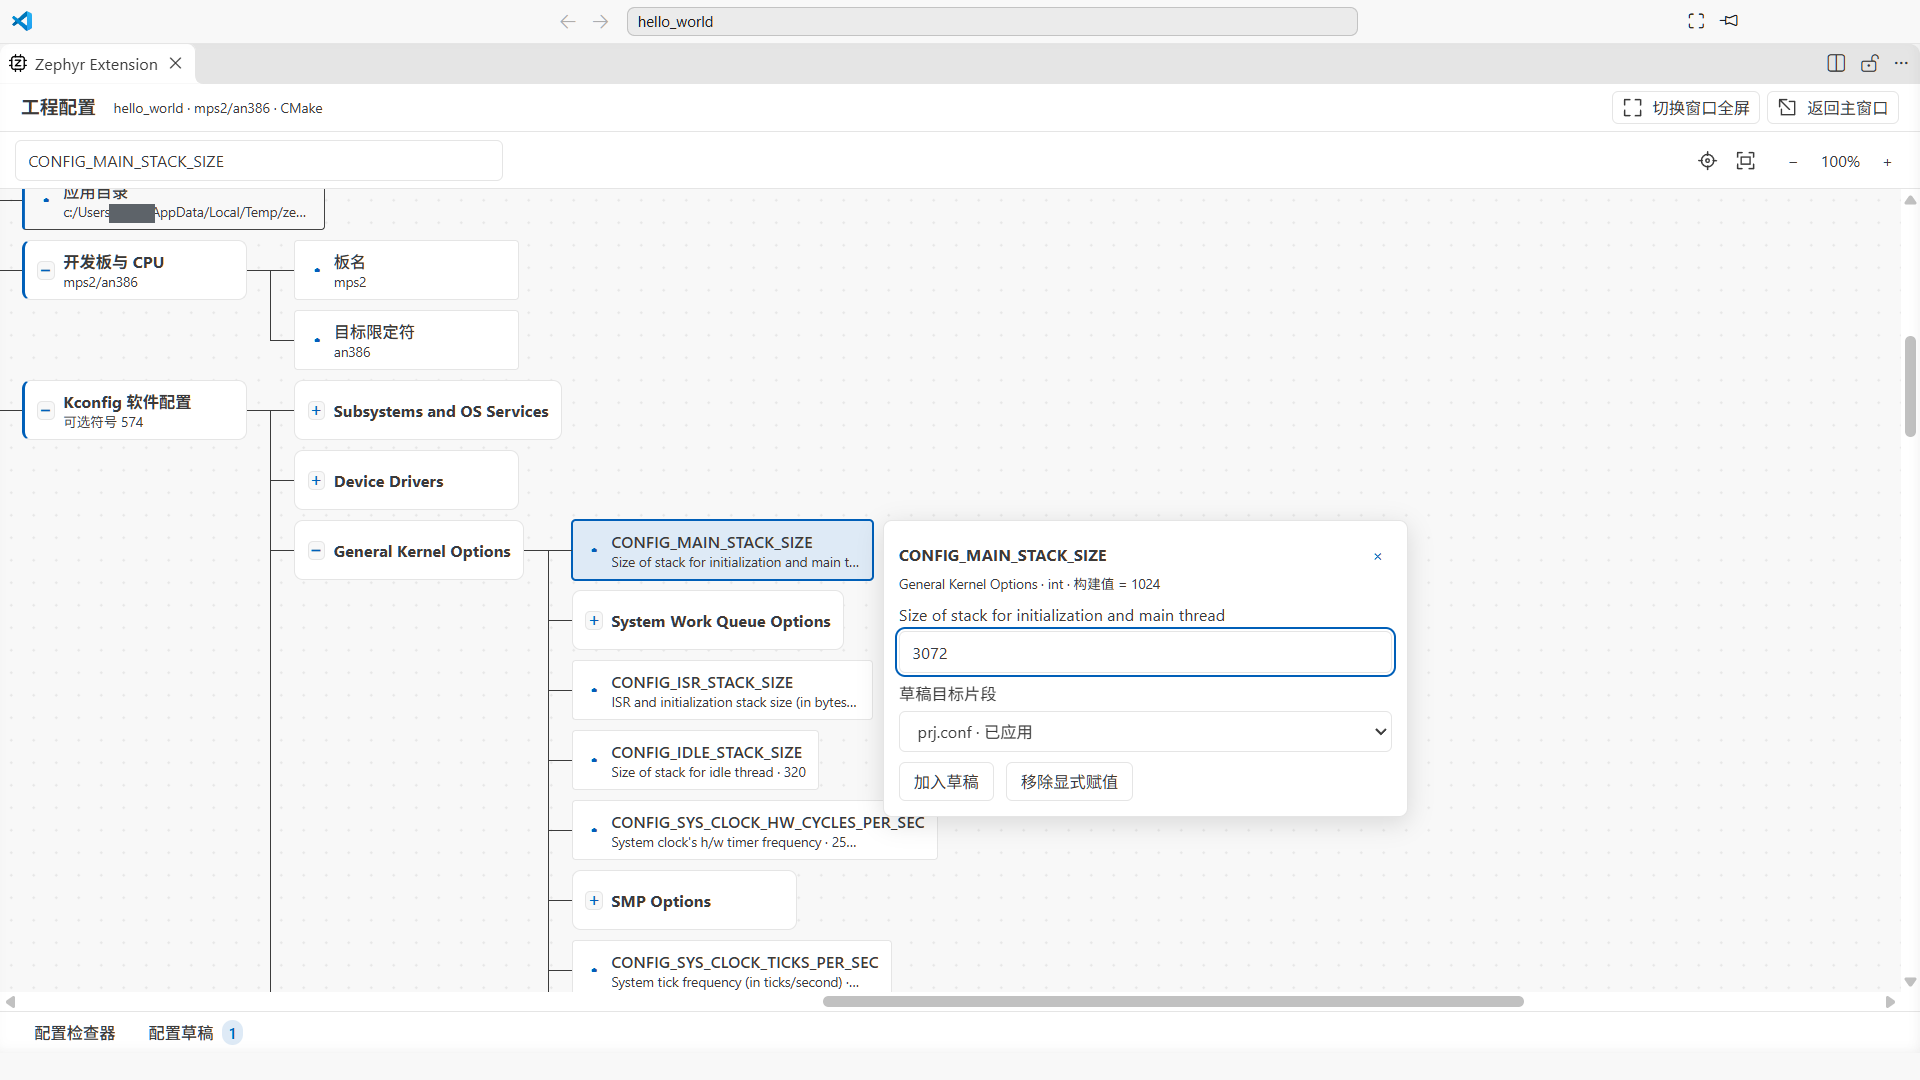 hello_world
Zephyr Extension
工程配置
hello_world · mps2/an386 · CMake
切换窗口全屏
返回主窗口
CONFIG_MAIN_STACK_SIZE
100%
应用目录
c:/Users AppData/Local/Temp/ze...
开发板与 CPU
mps2/an386
板名
mps2
目标限定符
an386
Kconfig 软件配置
可选符号 574
Subsystems and OS Services
Device Drivers
General Kernel Options
CONFIG_MAIN_STACK_SIZE
Size of stack for initialization and main t...
System Work Queue Options
CONFIG_ISR_STACK_SIZE
ISR and initialization stack size (in bytes...
CONFIG_IDLE_STACK_SIZE
Size of stack for idle thread · 320
CONFIG_SYS_CLOCK_HW_CYCLES_PER_SEC
System clock's h/w timer frequency · 25...
SMP Options
CONFIG_SYS_CLOCK_TICKS_PER_SEC
System tick frequency (in ticks/second) ·...
CONFIG_MAIN_STACK_SIZE
General Kernel Options · int · 构建值 = 1024
Size of stack for initialization and main thread
3072
草稿目标片段
prj.conf · 已应用
加入草稿
移除显式赋值
配置检查器
配置草稿 1